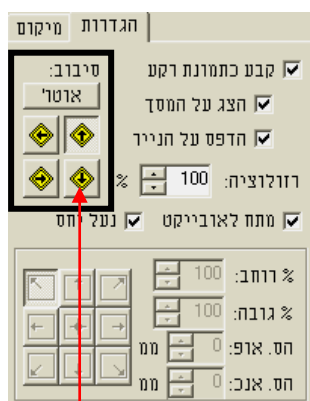 הגדרות מיקום
קבע כתמונת רקע
סיבוב:
הצג על המסך
אוטו'
הדפס על הנייר
רזולוציה: 100 %
מתח לאובייקט נעל יחס
% רוחב: 100
% גובה: 100
הס. אופ: 0 ממ
הס. אנכ: 0 ממ